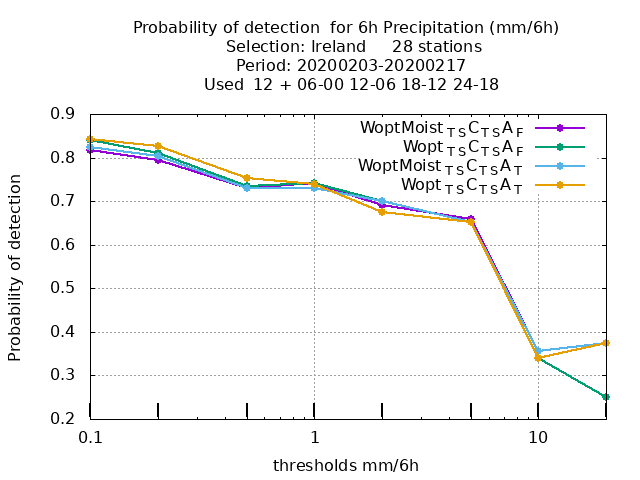 Probability of detection  for 6h Precipitation (mm/6h)
Selection: Ireland     28 stations
Period: 20200203-20200217
Used  12 + 06-00 12-06 18-12 24-18
WoptMoist TS C TS A F
Wopt TS C TS A F
WoptMoist TS C TS A T
Wopt TS C TS A T
0.9
0.8
0.7
0.6
0.5
0.4
0.3
0.2
Probability of detection
0.1 1 10
thresholds mm/6h